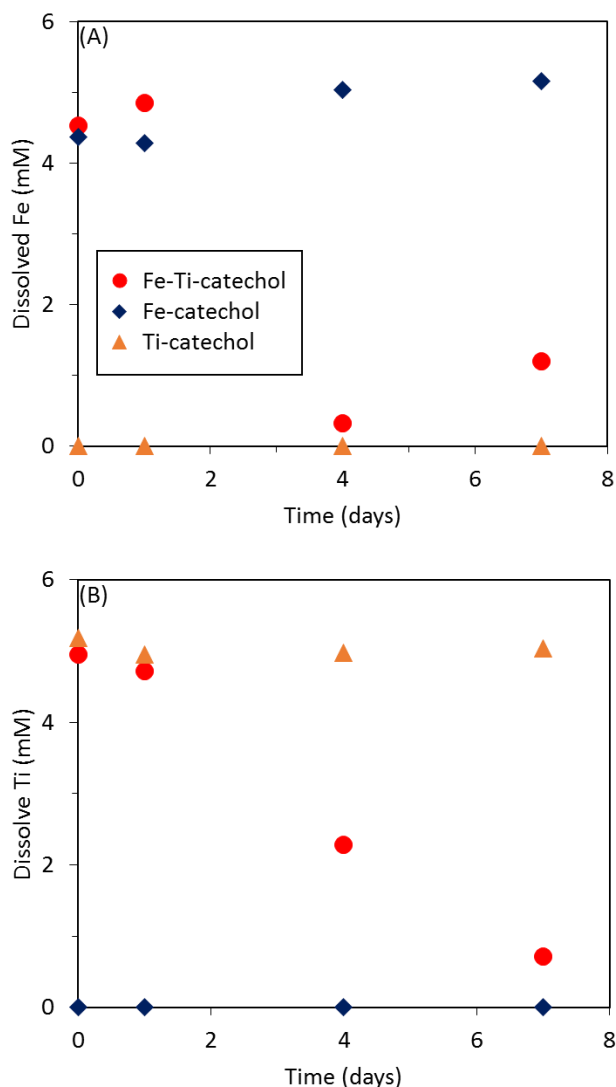 (A)
6
4
2
0
Dissolved Fe (mM)
Fe-Ti-catechol
Fe-catechol
Ti-catechol
0 2 4 6 8
Time (days)
(B)
6
4
2
0
Dissolve Ti (mM)
0 2 4 6 8
Time (days)